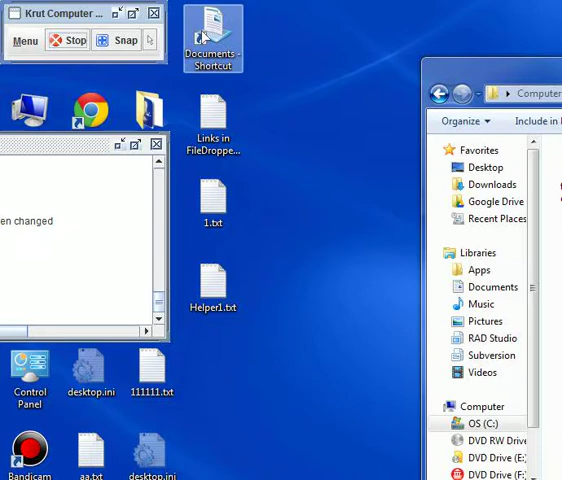 Krut Computer ...
Menu
Stop
Snap
Documents -
Shortcut
Links in
FileDroppe...
en changed
1.txt
Helper1.txt
Control
Panel
desktop.ini
111111.txt
Bandicam
aa.txt
desktop.ini
Computer
Organize
Include in l
Favorites
Desktop
Downloads
Google Drive
Recent Places
Libraries
Apps
Documents
Music
Pictures
RAD Studio
Subversion
Videos
Computer
OS (C:)
DVD RW Drive
DVD Drive (E:
DVD Drive (F: